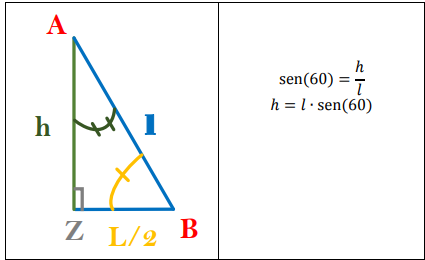 A
h
l
Z
L/2
B
sen(60) = h/l
h = l · sen(60)